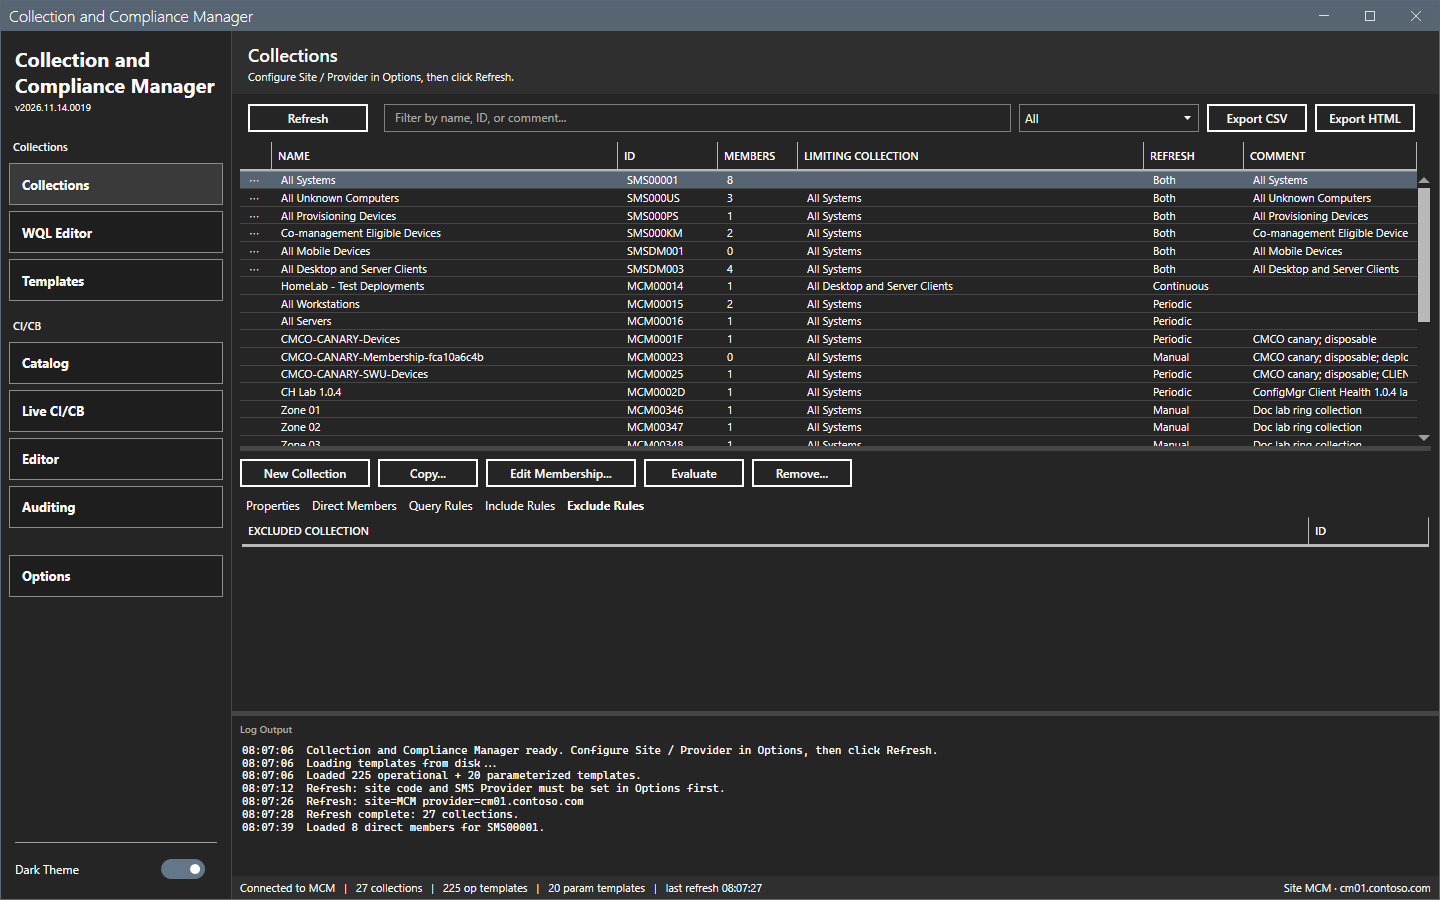 Collection and Compliance Manager
Collection and
Compliance Manager
v2026.11.14.0019
Collections
Collections
WQL Editor
Templates
CI/CB
Catalog
Live CI/CB
Editor
Auditing
Options
Dark Theme
Collections
Configure Site / Provider in Options, then click Refresh.
Refresh
Filter by name, ID, or comment...
All
Export CSV
Export HTML
NAME ID MEMBERS LIMITING COLLECTION REFRESH COMMENT
... All Systems SMS00001 8 Both All Systems
... All Unknown Computers SMS000US 3 All Systems Both All Unknown Computers
... All Provisioning Devices SMS000PS 1 All Systems Both All Provisioning Devices
... Co-management Eligible Devices SMS000KM 2 All Systems Both Co-management Eligible Device
... All Mobile Devices SMSDM001 0 All Systems Both All Mobile Devices
... All Desktop and Server Clients SMSDM003 4 All Systems Both All Desktop and Server Clients
HomeLab - Test Deployments MCM00014 1 All Desktop and Server Clients Continuous
All Workstations MCM00015 2 All Systems Periodic
All Servers MCM00016 1 All Systems Periodic
CMCO-CANARY-Devices MCM0001F 1 All Systems Periodic CMCO canary; disposable
CMCO-CANARY-Membership-fca10a6c4b MCM00023 0 All Systems Manual CMCO canary; disposable; deplo
CMCO-CANARY-SWU-Devices MCM00025 1 All Systems Periodic CMCO canary; disposable; CLIEN
CH Lab 1.0.4 MCM0002D 1 All Systems Periodic ConfigMgr Client Health 1.0.4 la
Zone 01 MCM00346 1 All Systems Manual Doc lab ring collection
Zone 02 MCM00347 1 All Systems Manual Doc lab ring collection
Zone 03 MCM00348 1 All Systems Manual Doc lab ring collection
New Collection
Copy...
Edit Membership...
Evaluate
Remove...
Properties Direct Members Query Rules Include Rules Exclude Rules
EXCLUDED COLLECTION ID
Log Output
08:07:06 Collection and Compliance Manager ready. Configure Site / Provider in Options, then click Refresh.
08:07:06 Loading templates from disk...
08:07:06 Loaded 225 operational + 20 parameterized templates.
08:07:12 Refresh: site code and SMS Provider must be set in Options first.
08:07:26 Refresh: site=MCM provider=cm01.contoso.com
08:07:28 Refresh complete: 27 collections.
08:07:39 Loaded 8 direct members for SMS00001.
Connected to MCM | 27 collections | 225 op templates | 20 param templates | last refresh 08:07:27
Site MCM · cm01.contoso.com